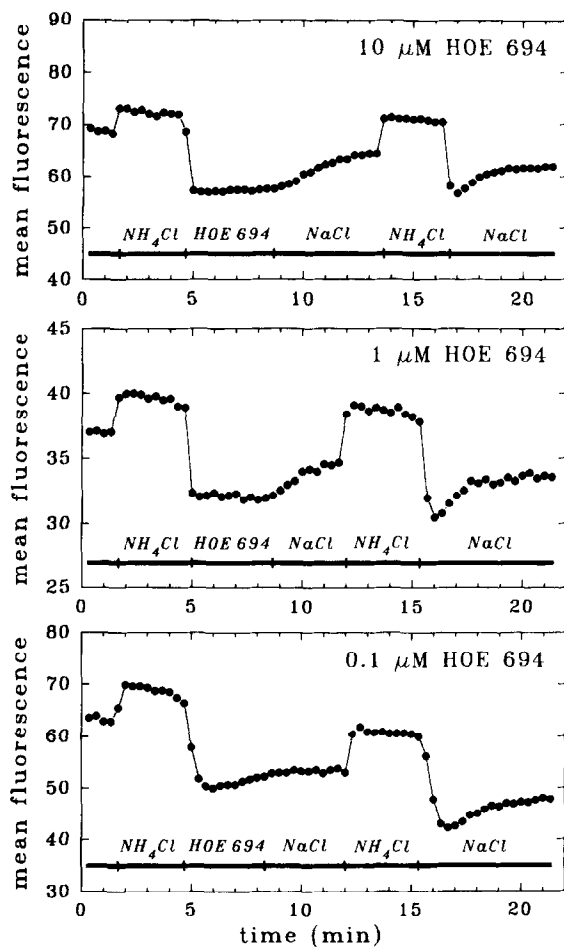 10 μM HOE 694
mean fluorescence
90
80
70
60
50
40
NH₄Cl HOE 694 NaCl NH₄Cl NaCl
0 5 10 15 20
1 μM HOE 694
mean fluorescence
45
40
35
30
25
NH₄Cl HOE 694 NaCl NH₄Cl NaCl
0 5 10 15 20
0.1 μM HOE 694
mean fluorescence
80
70
60
50
40
30
NH₄Cl HOE 694 NaCl NH₄Cl NaCl
0 5 10 15 20
time (min)